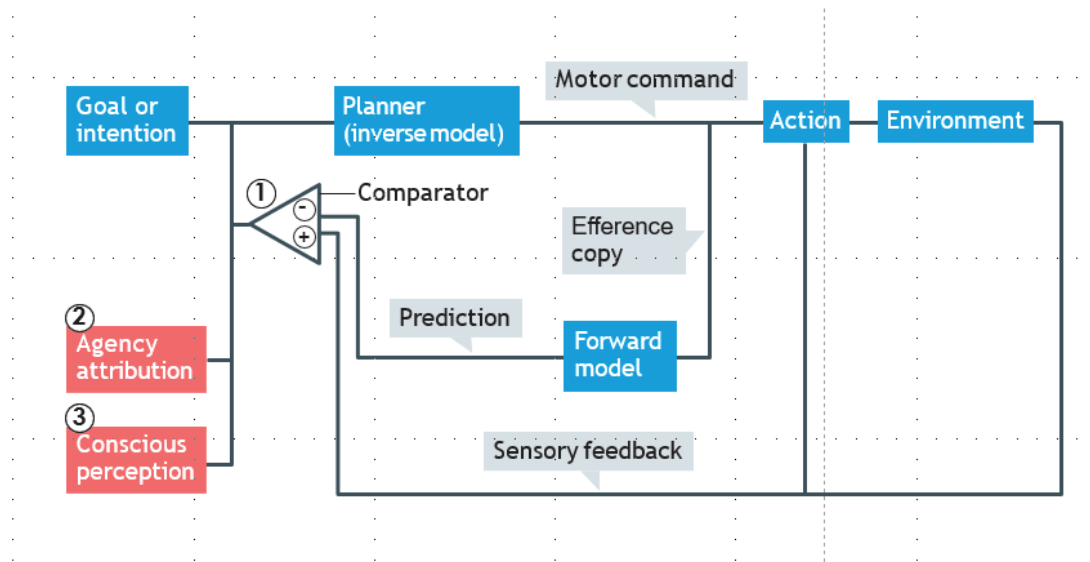 Motor command
Goal or
intention
Planner
(inverse model)
Action
Environment
1
Comparator
-
+
Efference
copy
2
Agency
attribution
Prediction
Forward
model
3
Conscious
perception
Sensory feedback